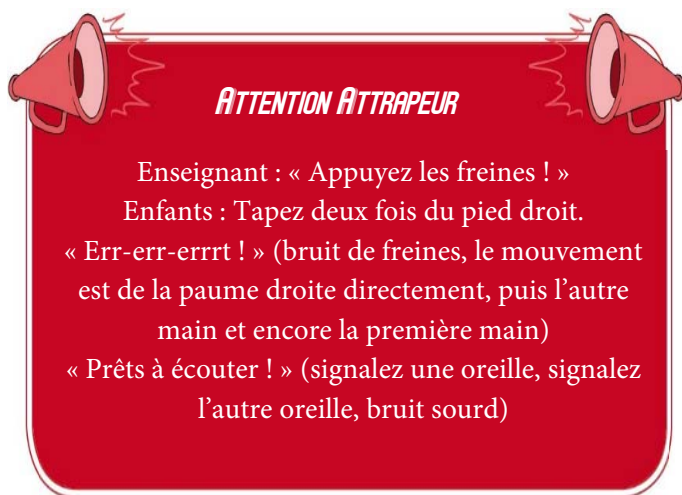 ATTENTION ATTRAPEUR
Enseignant : « Appuyez les freines ! »
Enfants : Tapez deux fois du pied droit.
« Err-err-errrt ! » (bruit de freines, le mouvement
est de la paume droite directement, puis l’autre
main et encore la première main)
« Prêts à écouter ! » (signalez une oreille, signalez
l’autre oreille, bruit sourd)